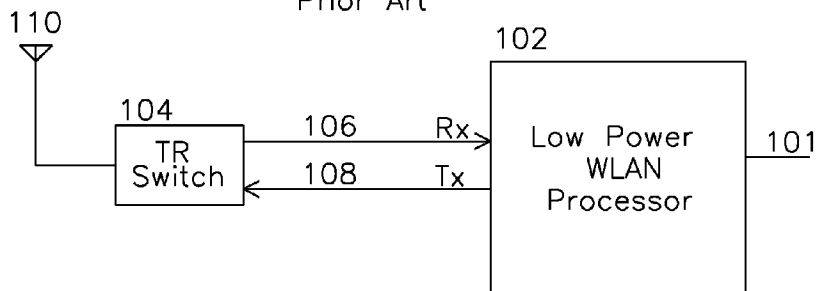 Prior Art
110
102
104
TR
Switch
106
Rx
108
Tx
Low Power
WLAN
Processor
101